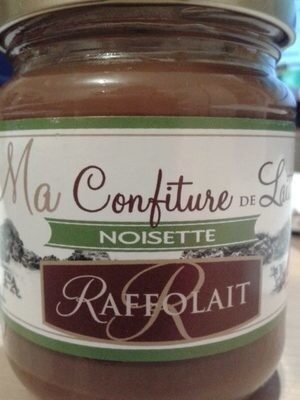 Ma Confiture DE Lait
NOISETTE
RAFFOLAIT